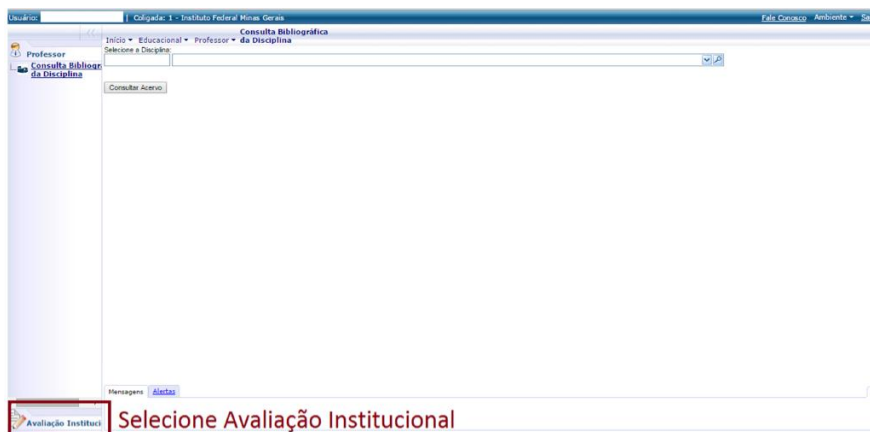 Usuário: | Coligada: 1 - Instituto Federal Minas Gerais Fale Conosco Ambiente
Consulta Bibliográfica
Início Educacional Professor da Disciplina
Selecione a Disciplina:
Professor
Consulta Bibliogr
da Disciplina
Consultar Acervo
Mensagens Alertas
Avaliação Instituci
Selecione Avaliação Institucional